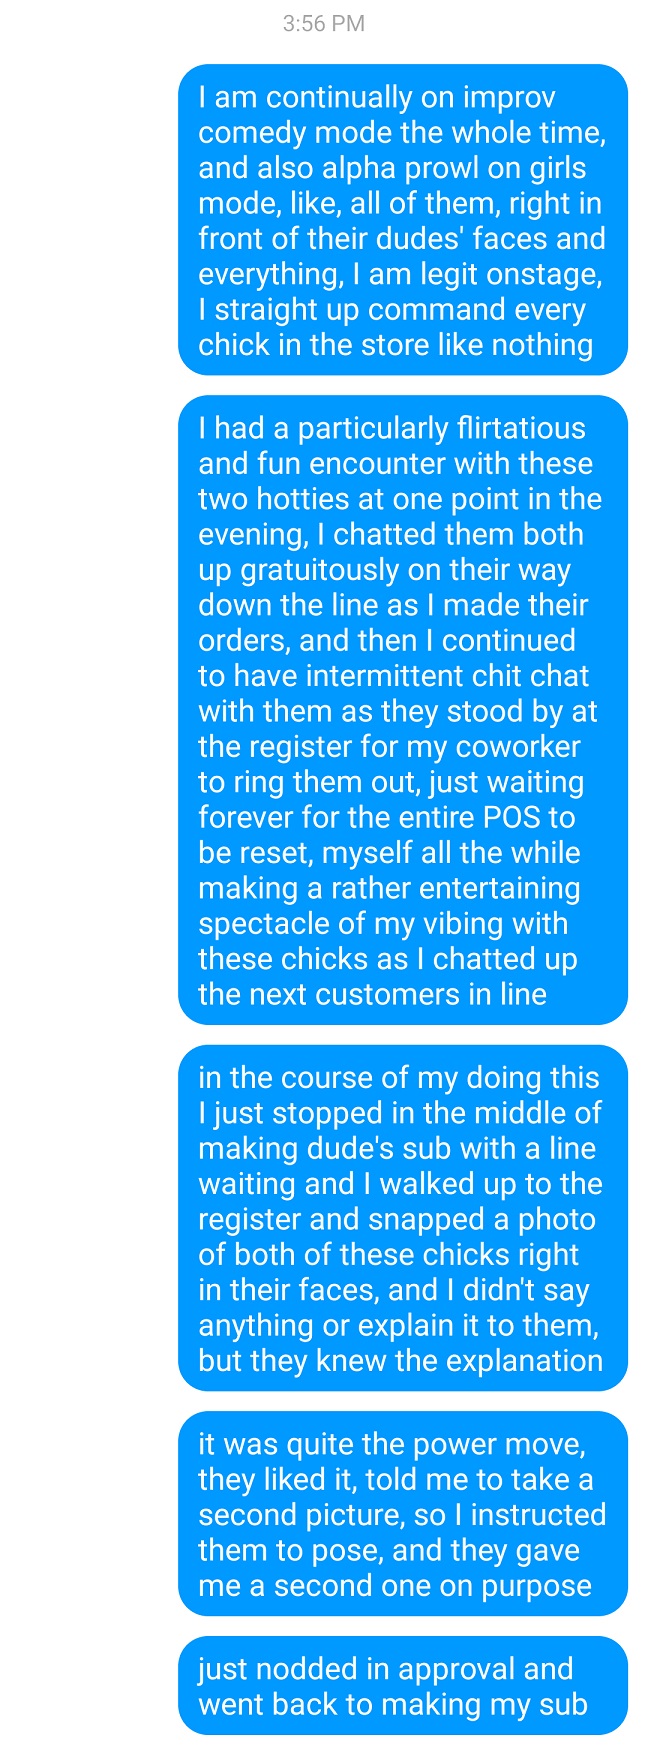 3:56 PM
I am continually on improv
comedy mode the whole time,
and also alpha prowl on girls
mode, like, all of them, right in
front of their dudes' faces and
everything, I am legit onstage,
I straight up command every
chick in the store like nothing
I had a particularly flirtatious
and fun encounter with these
two hotties at one point in the
evening, I chatted them both
up gratuitously on their way
down the line as I made their
orders, and then I continued
to have intermittent chit chat
with them as they stood by at
the register for my coworker
to ring them out, just waiting
forever for the entire POS to
be reset, myself all the while
making a rather entertaining
spectacle of my vibing with
these chicks as I chatted up
the next customers in line
in the course of my doing this
I just stopped in the middle of
making dude's sub with a line
waiting and I walked up to the
register and snapped a photo
of both of these chicks right
in their faces, and I didn't say
anything or explain it to them,
but they knew the explanation
it was quite the power move,
they liked it, told me to take a
second picture, so I instructed
them to pose, and they gave
me a second one on purpose
just nodded in approval and
went back to making my sub